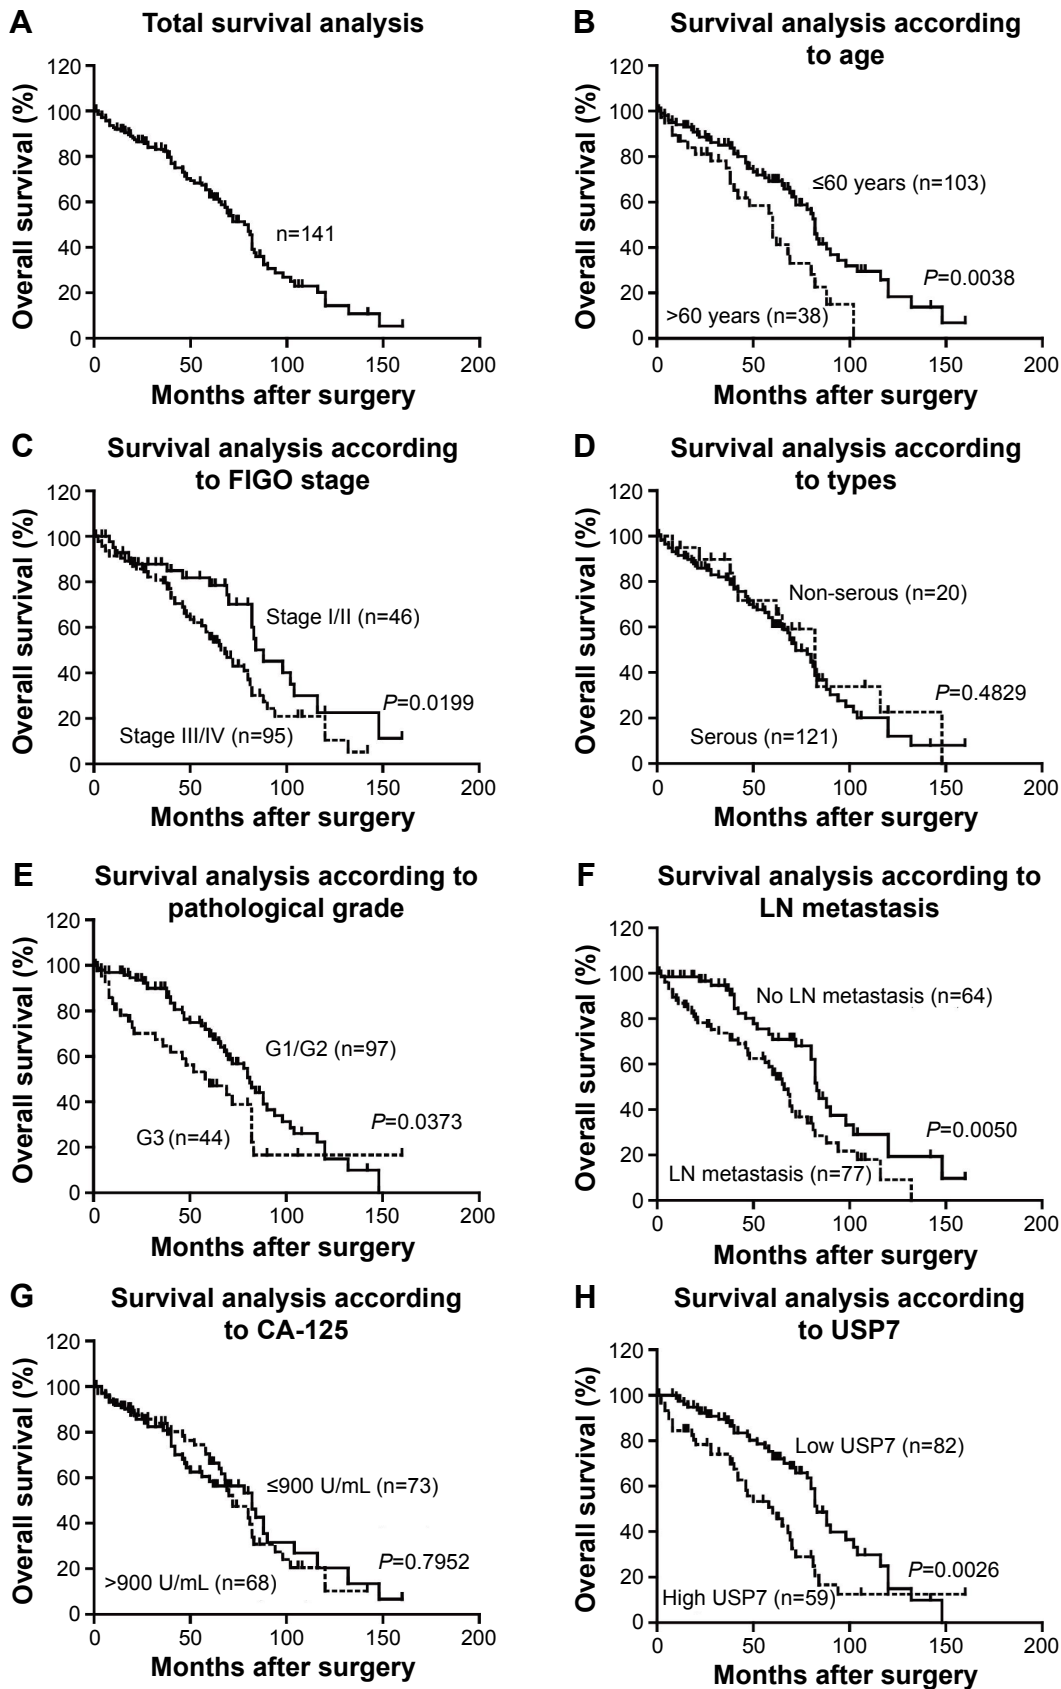 A
Total survival analysis
120
100
80
60
40
20
0
0
50
100
150
200
Overall survival (%)
Months after surgery
n=141
B
Survival analysis according
to age
120
100
80
60
40
20
0
0
50
100
150
200
Overall survival (%)
Months after surgery
≤60 years (n=103)
P=0.0038
>60 years (n=38)
C
Survival analysis according
to FIGO stage
120
100
80
60
40
20
0
0
50
100
150
200
Overall survival (%)
Months after surgery
Stage I/II (n=46)
P=0.0199
Stage III/IV (n=95)
D
Survival analysis according
to types
120
100
80
60
40
20
0
0
50
100
150
200
Overall survival (%)
Months after surgery
Non-serous (n=20)
P=0.4829
Serous (n=121)
E
Survival analysis according to
pathological grade
120
100
80
60
40
20
0
0
50
100
150
200
Overall survival (%)
Months after surgery
G1/G2 (n=97)
P=0.0373
G3 (n=44)
F
Survival analysis according to
LN metastasis
120
100
80
60
40
20
0
0
50
100
150
200
Overall survival (%)
Months after surgery
No LN metastasis (n=64)
P=0.0050
LN metastasis (n=77)
G
Survival analysis according
to CA-125
120
100
80
60
40
20
0
0
50
100
150
200
Overall survival (%)
Months after surgery
≤900 U/mL (n=73)
P=0.7952
>900 U/mL (n=68)
H
Survival analysis according
to USP7
120
100
80
60
40
20
0
0
50
100
150
200
Overall survival (%)
Months after surgery
Low USP7 (n=82)
P=0.0026
High USP7 (n=59)